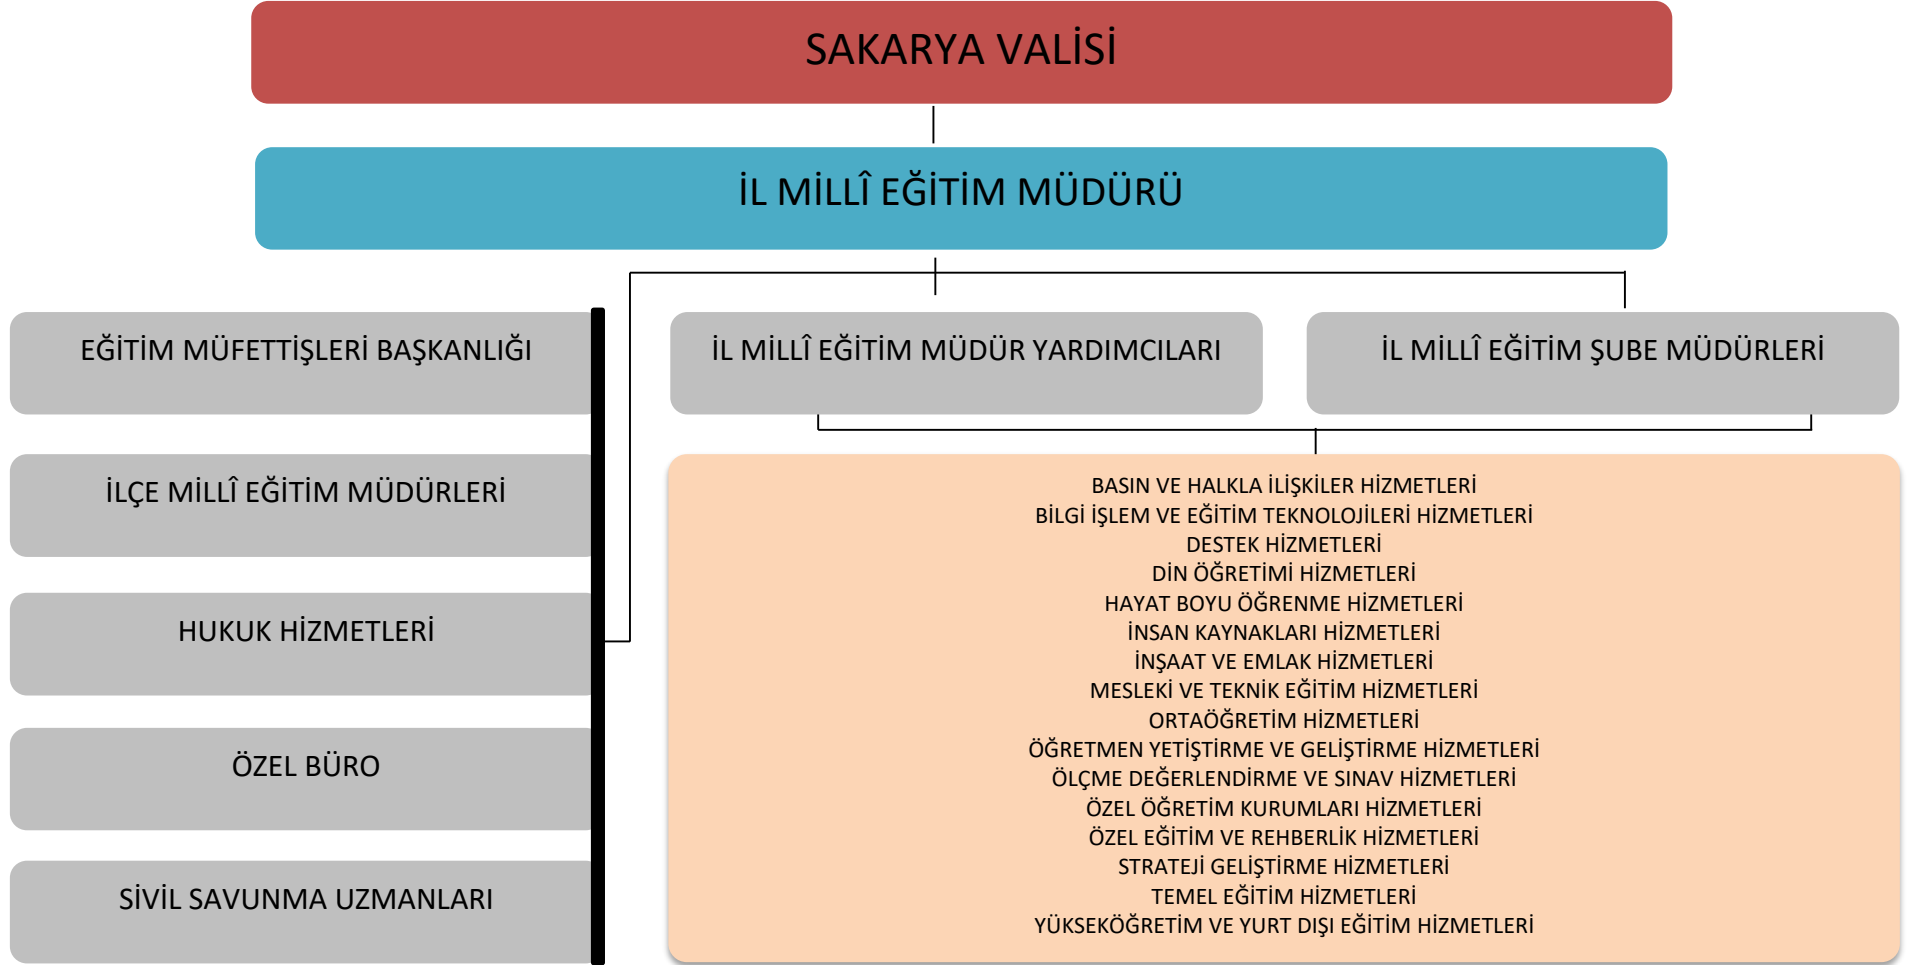 SAKARYA VALİSİ
İL MİLLÎ EĞİTİM MÜDÜRÜ
EĞİTİM MÜFETTİŞLERİ BAŞKANLIĞI
İLÇE MİLLÎ EĞİTİM MÜDÜRLERİ
HUKUK HİZMETLERİ
ÖZEL BÜRO
SİVİL SAVUNMA UZMANLARI
İL MİLLÎ EĞİTİM MÜDÜR YARDIMCILARI
İL MİLLÎ EĞİTİM ŞUBE MÜDÜRLERİ
BASIN VE HALKLA İLİŞKİLER HİZMETLERİ
BİLGİ İŞLEM VE EĞİTİM TEKNOLOJİLERİ HİZMETLERİ
DESTEK HİZMETLERİ
DİN ÖĞRETİMİ HİZMETLERİ
HAYAT BOYU ÖĞRENME HİZMETLERİ
İNSAN KAYNAKLARI HİZMETLERİ
İNŞAAT VE EMLAK HİZMETLERİ
MESLEKİ VE TEKNİK EĞİTİM HİZMETLERİ
ORTAÖĞRETİM HİZMETLERİ
ÖĞRETMEN YETİŞTİRME VE GELİŞTİRME HİZMETLERİ
ÖLÇME DEĞERLENDİRME VE SINAV HİZMETLERİ
ÖZEL ÖĞRETİM KURUMLARI HİZMETLERİ
ÖZEL EĞİTİM VE REHBERLİK HİZMETLERİ
STRATEJİ GELİŞTİRME HİZMETLERİ
TEMEL EĞİTİM HİZMETLERİ
YÜKSEKÖĞRETİM VE YURT DIŞI EĞİTİM HİZMETLERİ